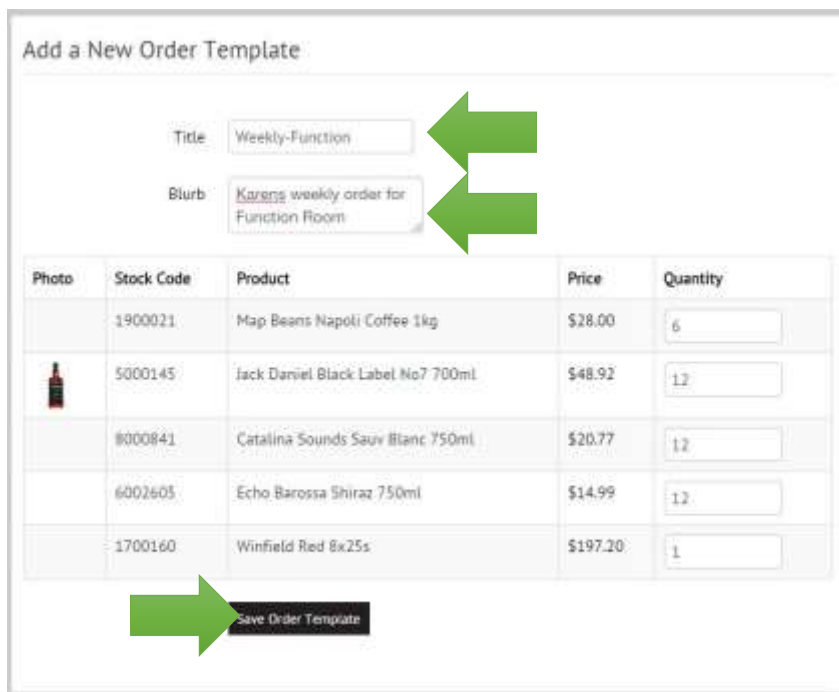 Add a New Order Template
Title Weekly-Function
Blurb Karens weekly order for
Function Room
Photo Stock Code Product Price Quantity
1900021 Map Beans Napoli Coffee 1kg $28.00 6
5000145 Jack Daniel Black Label No7 700ml $48.92 12
8000841 Catalina Sounds Sauv Blanc 750ml $20.77 12
6002605 Echo Barossa Shiraz 750ml $14.99 12
1700160 Winfield Red 8x25s $197.20 1
Save Order Template